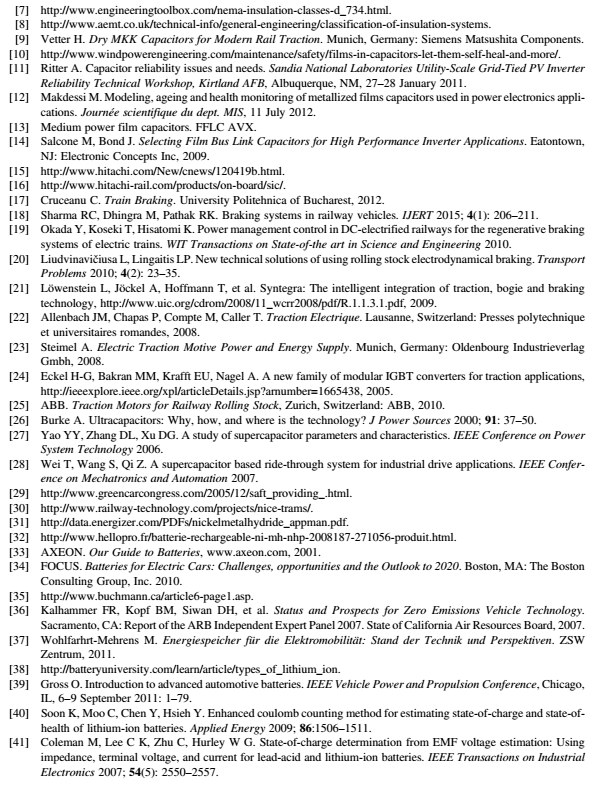 [7] http://www.engineeringtoolbox.com/nema-insulation-classes-d_734.html.
[8] http://www.aemt.co.uk/technical-info/general-engineering/classification-of-insulation-systems.
[9] Vetter H. Dry MKK Capacitors for Modern Rail Traction. Munich, Germany: Siemens Matsushita Components.
[10] http://www.windpowerengineering.com/maintenance/safety/films-in-capacitors-let-them-self-heal-and-more/.
[11] Ritter A. Capacitor reliability issues and needs. Sandia National Laboratories Utility-Scale Grid-Tied PV Inverter
Reliability Technical Workshop, Kirtland AFB, Albuquerque, NM, 27–28 January 2011.
[12] Makdessi M. Modeling, ageing and health monitoring of metallized films capacitors used in power electronics appli-
cations. Journée scientifique du dept. MIS, 11 July 2012.
[13] Medium power film capacitors. FFLC AVX.
[14] Salcone M, Bond J. Selecting Film Bus Link Capacitors for High Performance Inverter Applications. Eatontown,
NJ: Electronic Concepts Inc, 2009.
[15] http://www.hitachi.com/New/cnews/120419b.html.
[16] http://www.hitachi-rail.com/products/on-board/sic/.
[17] Cruceanu C. Train Braking. University Politehnica of Bucharest, 2012.
[18] Sharma RC, Dhingra M, Pathak RK. Braking systems in railway vehicles. IJERT 2015; 4(1): 206–211.
[19] Okada Y, Koseki T, Hisatomi K. Power management control in DC-electrified railways for the regenerative braking
systems of electric trains. WIT Transactions on State-of-the art in Science and Engineering 2010.
[20] Liudvinavičiusa L, Lingaitis LP. New technical solutions of using rolling stock electrodynamical braking. Transport
Problems 2010; 4(2): 23–35.
[21] Löwenstein L, Jöckel A, Hoffmann T, et al. Syntegra: The intelligent integration of traction, bogie and braking
technology, http://www.uic.org/cdrom/2008/11_wcrr2008/pdf/R.1.1.3.1.pdf, 2009.
[22] Allenbach JM, Chapas P, Compte M, Caller T. Traction Electrique. Lausanne, Switzerland: Presses polytechnique
et universitaires romandes, 2008.
[23] Steimel A. Electric Traction Motive Power and Energy Supply. Munich, Germany: Oldenbourg Industrieverlag
Gmbh, 2008.
[24] Eckel H-G, Bakran MM, Krafft EU, Nagel A. A new family of modular IGBT converters for traction applications,
http://ieeexplore.ieee.org/xpl/articleDetails.jsp?arnumber=1665438, 2005.
[25] ABB. Traction Motors for Railway Rolling Stock, Zurich, Switzerland: ABB, 2010.
[26] Burke A. Ultracapacitors: Why, how, and where is the technology? J Power Sources 2000; 91: 37–50.
[27] Yao YY, Zhang DL, Xu DG. A study of supercapacitor parameters and characteristics. IEEE Conference on Power
System Technology 2006.
[28] Wei T, Wang S, Qi Z. A supercapacitor based ride-through system for industrial drive applications. IEEE Confer-
ence on Mechatronics and Automation 2007.
[29] http://www.greencarcongress.com/2005/12/saft_providing_.html.
[30] http://www.railway-technology.com/projects/nice-trams/.
[31] http://data.energizer.com/PDFs/nickelmetalhydride_appman.pdf.
[32] http://www.hellopro.fr/batterie-rechargeable-ni-mh-nhp-2008187-271056-produit.html.
[33] AXEON. Our Guide to Batteries, www.axeon.com, 2001.
[34] FOCUS. Batteries for Electric Cars: Challenges, opportunities and the Outlook to 2020. Boston, MA: The Boston
Consulting Group, Inc. 2010.
[35] http://www.buchmann.ca/article6-page1.asp.
[36] Kalhammer FR, Kopf BM, Siwan DH, et al. Status and Prospects for Zero Emissions Vehicle Technology.
Sacramento, CA: Report of the ARB Independent Expert Panel 2007. State of California Air Resources Board, 2007.
[37] Wohlfarhrt-Mehrens M. Energiespeicher für die Elektromobilität: Stand der Technik und Perspektiven. ZSW
Zentrum, 2011.
[38] http://batteryuniversity.com/learn/article/types_of_lithium_ion.
[39] Gross O. Introduction to advanced automotive batteries. IEEE Vehicle Power and Propulsion Conference, Chicago,
IL, 6–9 September 2011: 1–79.
[40] Soon K, Moo C, Chen Y, Hsieh Y. Enhanced coulomb counting method for estimating state-of-charge and state-of-
health of lithium-ion batteries. Applied Energy 2009; 86:1506–1511.
[41] Coleman M, Lee C K, Zhu C, Hurley W G. State-of-charge determination from EMF voltage estimation: Using
impedance, terminal voltage, and current for lead-acid and lithium-ion batteries. IEEE Transactions on Industrial
Electronics 2007; 54(5): 2550–2557.